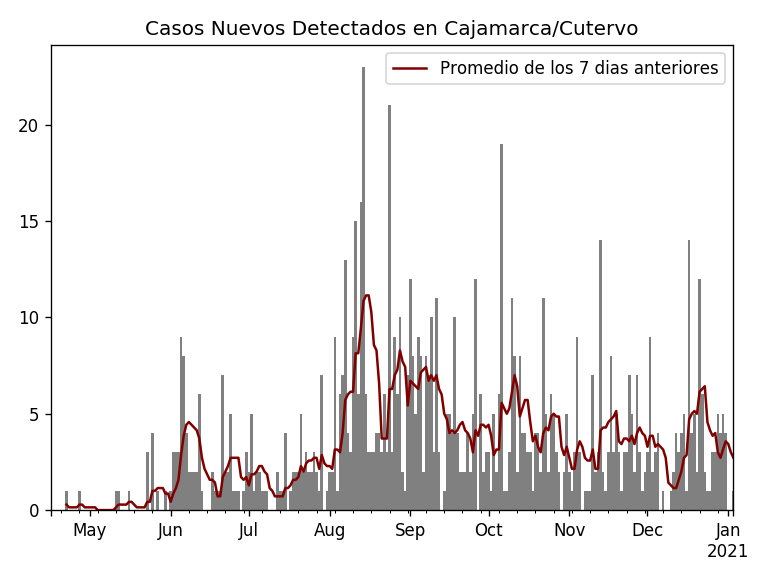 Casos Nuevos Detectados en Cajamarca/Cutervo
Promedio de los 7 dias anteriores
20
15
10
5
0
May Jun Jul Aug Sep Oct Nov Dec Jan
2021